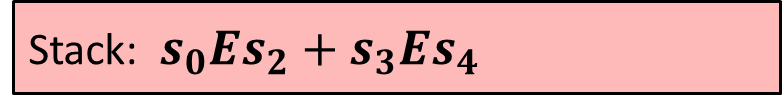 Stack: s₀Es₂ + s₃Es₄